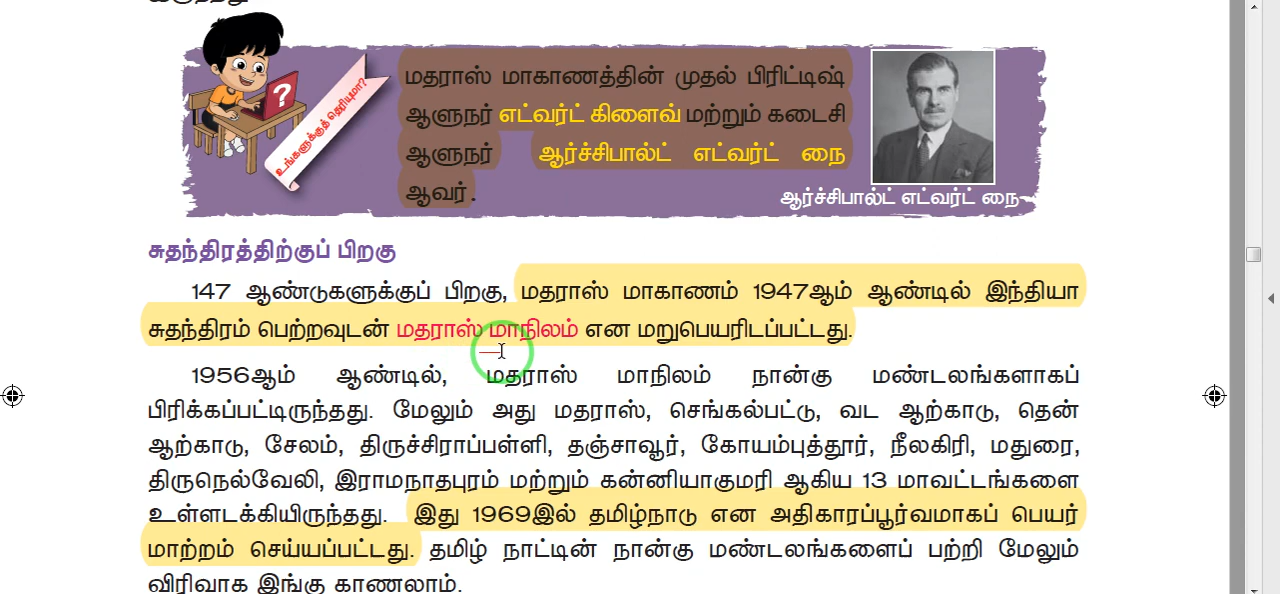 உங்களுக்குத் தெரியுமா?
மதராஸ் மாகாணத்தின் முதல் பிரிட்டிஷ்
ஆளுநர் எட்வர்ட் கிளைவ் மற்றும் கடைசி
ஆளுநர் ஆர்ச்சிபால்ட் எட்வர்ட் நை
ஆவர்.
ஆர்ச்சிபால்ட் எட்வர்ட் நை
சுதந்திரத்திற்குப் பிறகு
147 ஆண்டுகளுக்குப் பிறகு, மதராஸ் மாகாணம் 1947ஆம் ஆண்டில் இந்தியா
சுதந்திரம் பெற்றவுடன் மதராஸ் மாநிலம் என மறுபெயரிடப்பட்டது.
1956ஆம் ஆண்டில், மதராஸ் மாநிலம் நான்கு மண்டலங்களாகப்
பிரிக்கப்பட்டிருந்தது. மேலும் அது மதராஸ், செங்கல்பட்டு, வட ஆற்காடு, தென்
ஆற்காடு, சேலம், திருச்சிராப்பள்ளி, தஞ்சாவூர், கோயம்புத்தூர், நீலகிரி, மதுரை,
திருநெல்வேலி, இராமநாதபுரம் மற்றும் கன்னியாகுமரி ஆகிய 13 மாவட்டங்களை
உள்ளடக்கியிருந்தது. இது 1969இல் தமிழ்நாடு என அதிகாரப்பூர்வமாகப் பெயர்
மாற்றம் செய்யப்பட்டது. தமிழ் நாட்டின் நான்கு மண்டலங்களைப் பற்றி மேலும்
விரிவாக இங்கு காணலாம்.